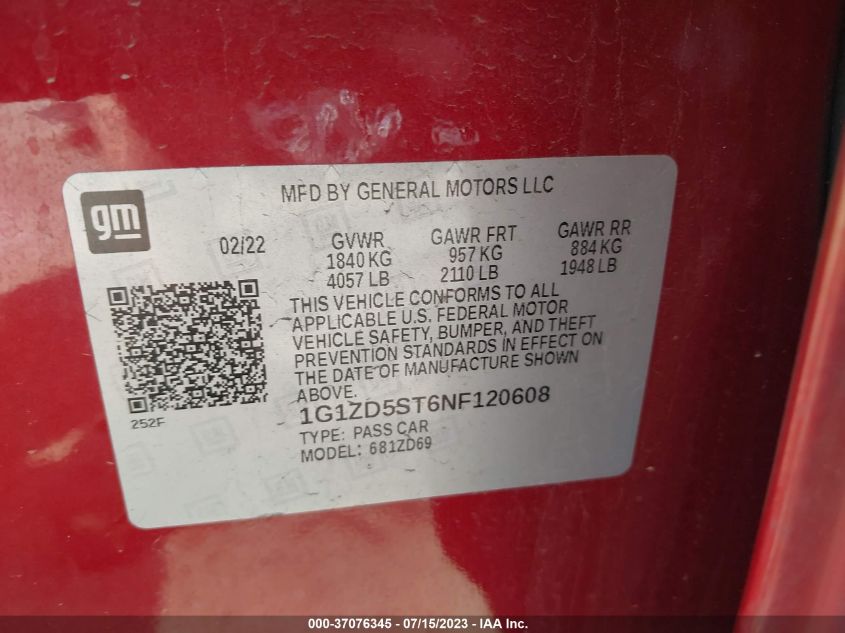 MFD BY GENERAL MOTORS LLC
gm
02/22
GVWR
1840 KG
4057 LB
GAWR FRT
957 KG
2110 LB
GAWR RR
884 KG
1948 LB
THIS VEHICLE CONFORMS TO ALL
APPLICABLE U.S. FEDERAL MOTOR
VEHICLE SAFETY, BUMPER, AND THEFT
PREVENTION STANDARDS IN EFFECT ON
THE DATE OF MANUFACTURE SHOWN
ABOVE.
252F
1G1ZD5ST6NF120608
TYPE: PASS CAR
MODEL: 681ZD69
000-37076345 - 07/15/2023 - IAA Inc.